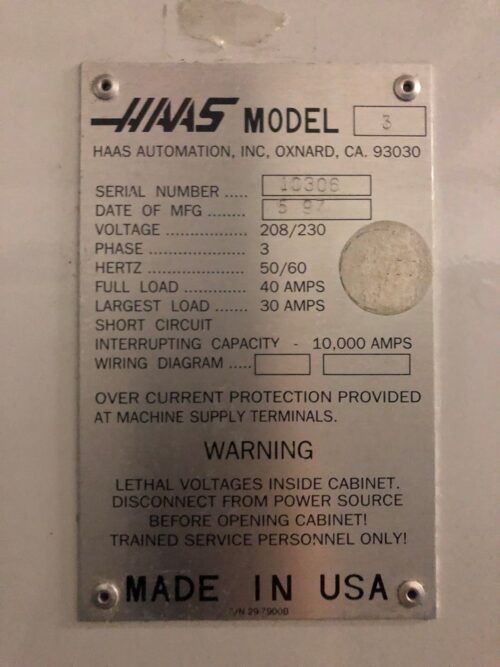 HAAS MODEL 3
HAAS AUTOMATION, INC, OXNARD, CA. 93030
SERIAL NUMBER ..... 10306
DATE OF MFG ....... 5 97
VOLTAGE ................ 208/230
PHASE ................... 3
HERTZ ................... 50/60
FULL LOAD ............ 40 AMPS
LARGEST LOAD ....... 30 AMPS
SHORT CIRCUIT
INTERRUPTING CAPACITY - 10,000 AMPS
WIRING DIAGRAM .....
OVER CURRENT PROTECTION PROVIDED
AT MACHINE SUPPLY TERMINALS.
WARNING
LETHAL VOLTAGES INSIDE CABINET.
DISCONNECT FROM POWER SOURCE
BEFORE OPENING CABINET!
TRAINED SERVICE PERSONNEL ONLY!
MADE IN USA
P/N 29-7900B